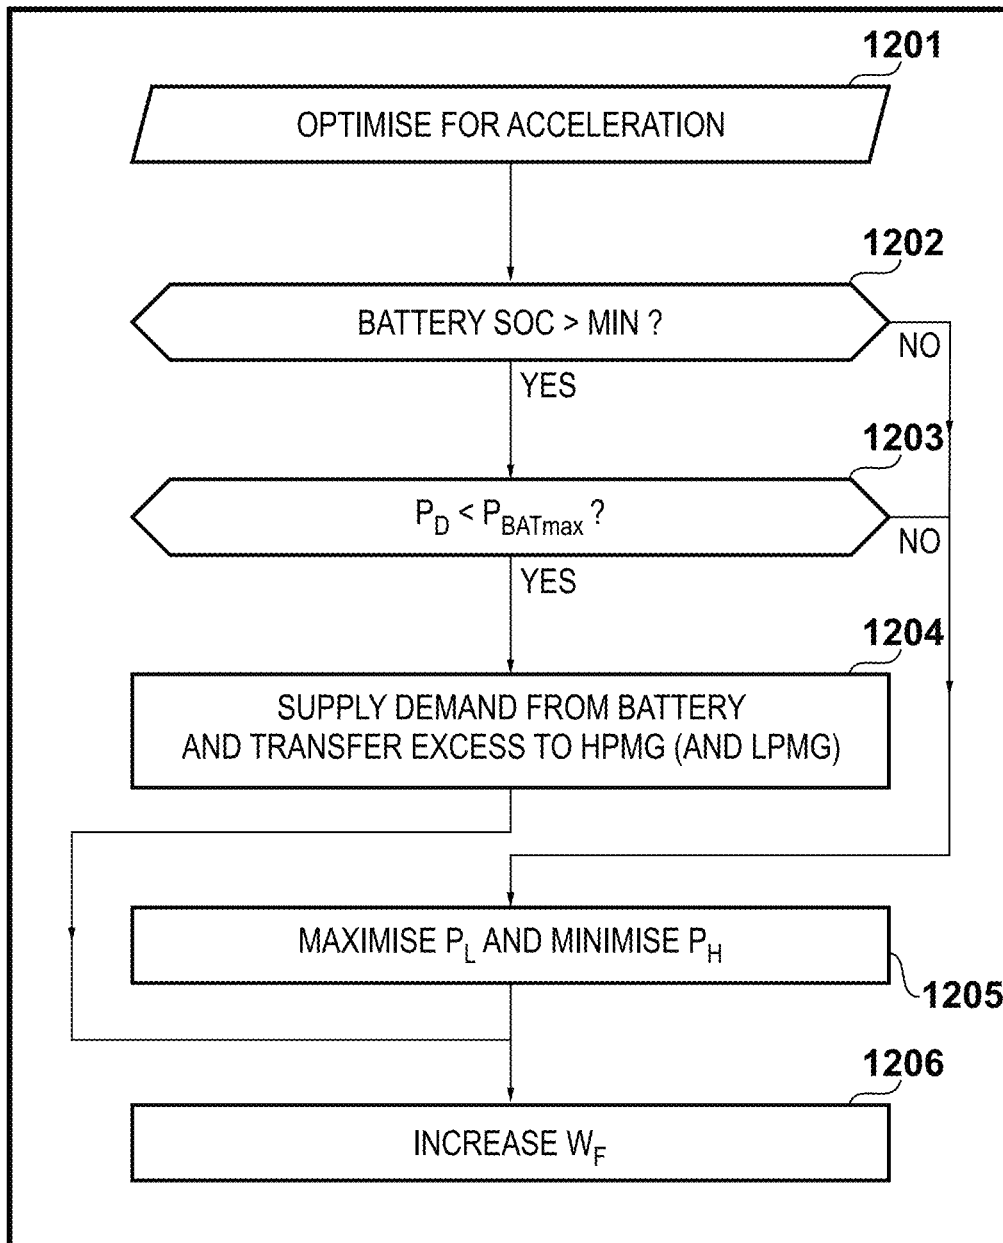 1201
OPTIMISE FOR ACCELERATION
1202
BATTERY SOC > MIN ?
NO
YES
1203
P_D < P_BATmax ?
NO
YES
1204
SUPPLY DEMAND FROM BATTERY
AND TRANSFER EXCESS TO HPMG (AND LPMG)
MAXIMISE P_L AND MINIMISE P_H
1205
1206
INCREASE W_F